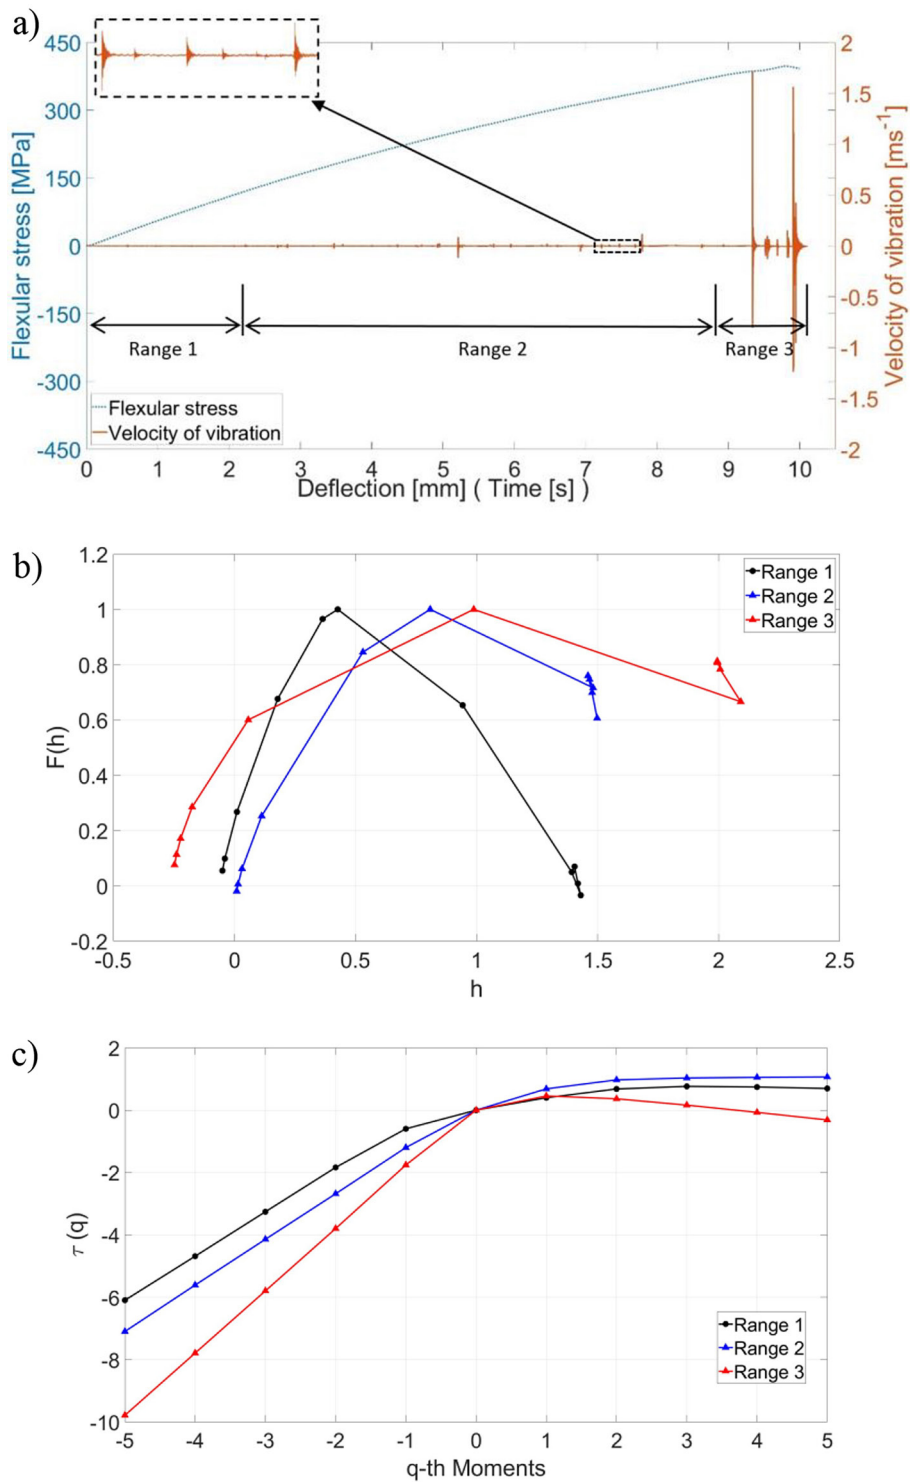 a)
450
300
150
0
-150
-300
-450
Flexular stress [MPa]
2
1.5
1
0.5
0
-0.5
-1
-1.5
-2
Velocity of vibration [ms-1]
Range 1
Range 2
Range 3
Flexular stress
Velocity of vibration
0 1 2 3 4 5 6 7 8 9 10
Deflection [mm] ( Time [s] )
b)
1.2
1
0.8
0.6
0.4
0.2
0
-0.2
F(h)
Range 1
Range 2
Range 3
-0.5 0 0.5 1 1.5 2 2.5
h
c)
2
0
-2
-4
-6
-8
-10
τ (q)
Range 1
Range 2
Range 3
-5 -4 -3 -2 -1 0 1 2 3 4 5
q-th Moments